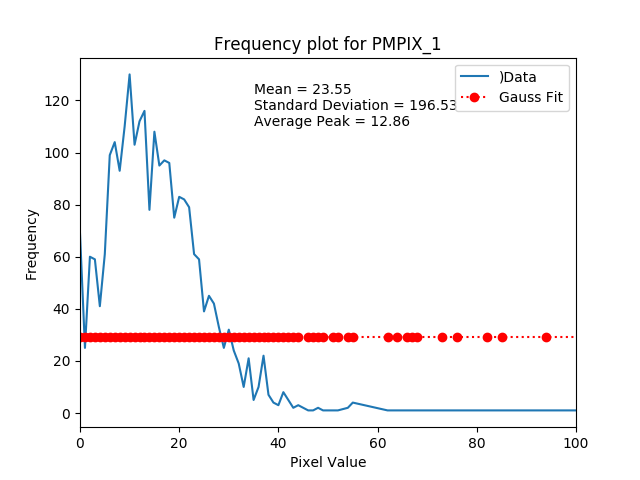 Frequency plot for PMPIX_1
Mean = 23.55
Standard Deviation = 196.53
Average Peak = 12.86
)Data
Gauss Fit
Frequency
120
100
80
60
40
20
0
0 20 40 60 80 100
Pixel Value